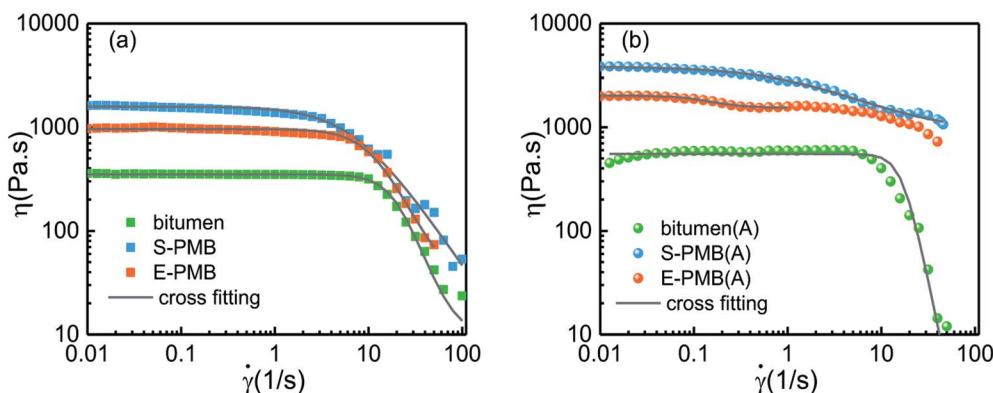 (a)
10000
1000
100
10
η(Pa.s)
bitumen
S-PMB
E-PMB
cross fitting
0.01 0.1 1 10 100
γ̇(1/s)
(b)
10000
1000
100
10
η(Pa.s)
bitumen(A)
S-PMB(A)
E-PMB(A)
cross fitting
0.01 0.1 1 10 100
γ̇(1/s)